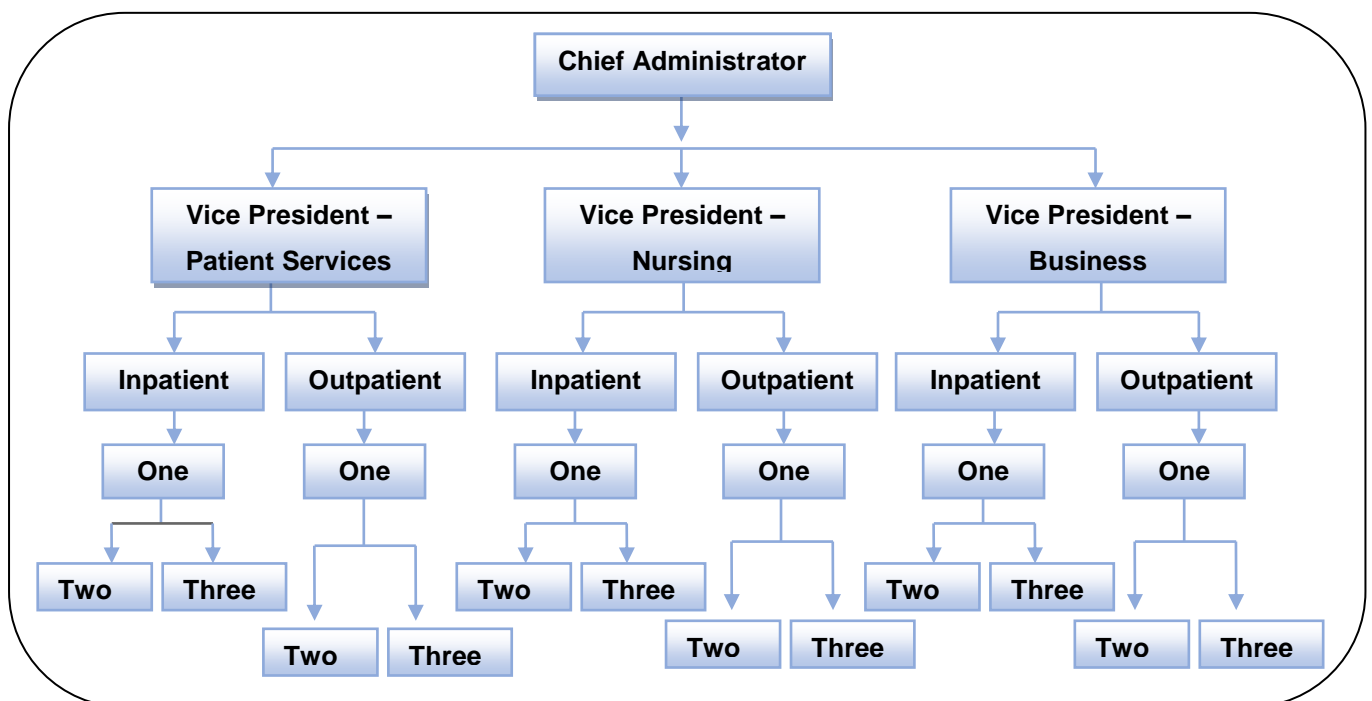 Chief Administrator
Vice President –
Patient Services
Vice President –
Nursing
Vice President –
Business
Inpatient
Outpatient
Inpatient
Outpatient
Inpatient
Outpatient
One
One
One
One
One
One
Two
Three
Two
Three
Two
Three
Two
Three
Two
Three
Two
Three